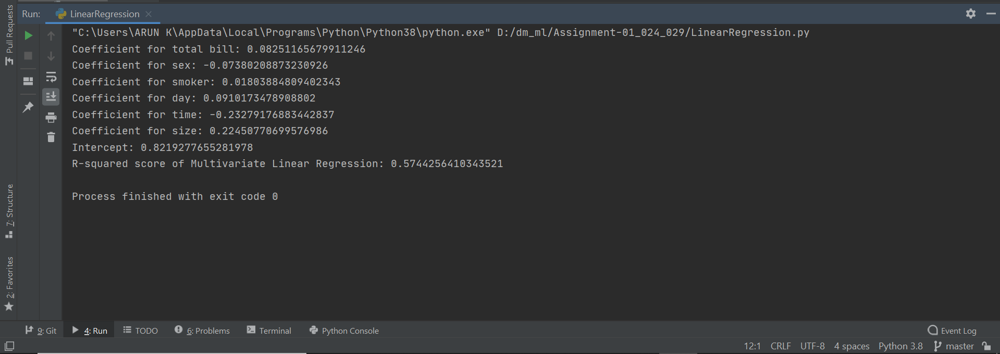 Run: LinearRegression
"C:\Users\ARUN K\AppData\Local\Programs\Python\Python38\python.exe" D:/dm_ml/Assignment-01_024_029/LinearRegression.py
Coefficient for total bill: 0.08251165679911246
Coefficient for sex: -0.07380208873230926
Coefficient for smoker: 0.01803884809402343
Coefficient for day: 0.0910173478908802
Coefficient for time: -0.23279176883442837
Coefficient for size: 0.22450770699576986
Intercept: 0.8219277655281978
R-squared score of Multivariate Linear Regression: 0.5744256410343521
Process finished with exit code 0
Pull Requests
7: Structure
2: Favorites
9: Git 4: Run TODO 6: Problems Terminal Python Console Event Log
12:1 CRLF UTF-8 4 spaces Python 3.8 master